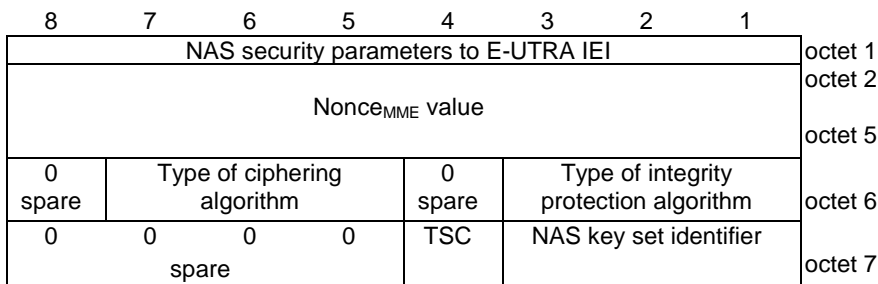 8 7 6 5 4 3 2 1
NAS security parameters to E-UTRA IEI octet 1
octet 2
Nonce_MME value
octet 5
0 Type of ciphering 0 Type of integrity
spare algorithm spare protection algorithm octet 6
0 0 0 0 TSC NAS key set identifier
spare octet 7